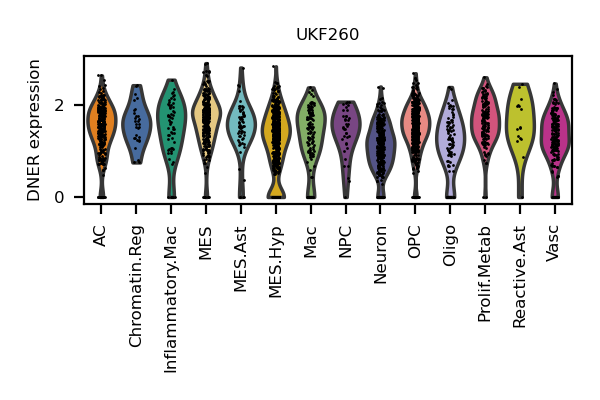 UKF260
DNER expression
2
0
AC
Chromatin.Reg
Inflammatory.Mac
MES
MES.Ast
MES.Hyp
Mac
NPC
Neuron
OPC
Oligo
Prolif.Metab
Reactive.Ast
Vasc